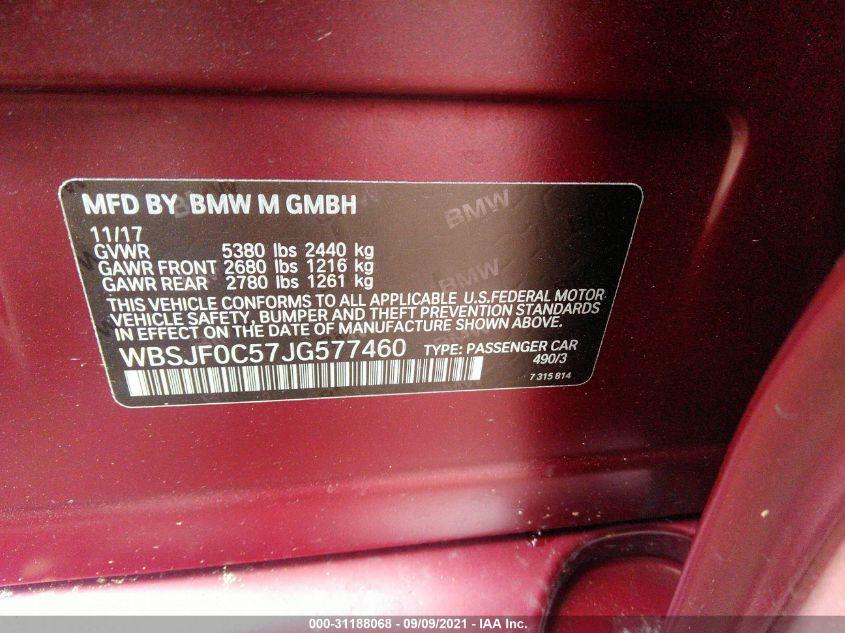 MFD BY BMW M GMBH
11/17
GVWR 5380 lbs 2440 kg
GAWR FRONT 2680 lbs 1216 kg
GAWR REAR 2780 lbs 1261 kg
THIS VEHICLE CONFORMS TO ALL APPLICABLE U.S.FEDERAL MOTOR
VEHICLE SAFETY, BUMPER AND THEFT PREVENTION STANDARDS
IN EFFECT ON THE DATE OF MANUFACTURE SHOWN ABOVE.
WBSJF0C57JG577460 TYPE: PASSENGER CAR
490/3
7 315 814
BMW
BMW
000-31188068 - 09/09/2021 - IAA Inc.